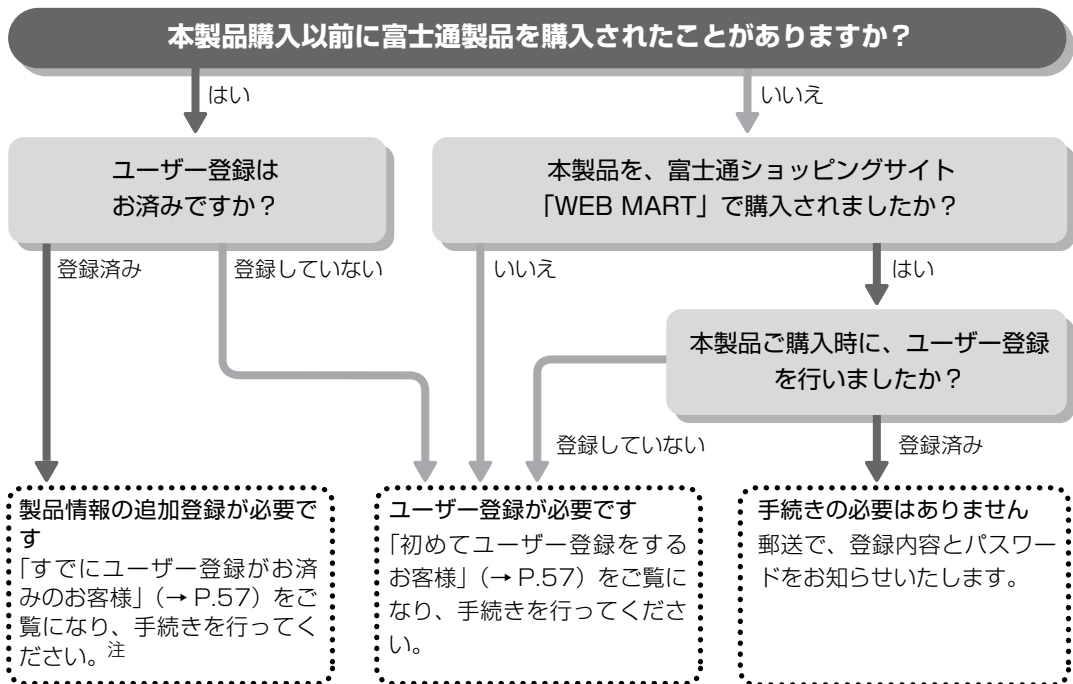 本製品購入以前に富士通製品を購入されたことがありますか？
はい
いいえ
ユーザー登録は
お済みですか？
本製品を、富士通ショッピングサイト
「WEB MART」で購入されましたか？
登録済み
登録していない
いいえ
はい
本製品ご購入時に、ユーザー登録
を行いましたか？
登録していない
登録済み
製品情報の追加登録が必要で
す
「すでにユーザー登録がお済
みのお客様」（→ P.57）をご
覧になり、手続きを行ってく
ださい。注
ユーザー登録が必要です
「初めてユーザー登録をする
お客様」（→ P.57）をご覧に
なり、手続きを行ってくださ
い。
手続きの必要はありません
郵送で、登録内容とパスワー
ドをお知らせいたします。